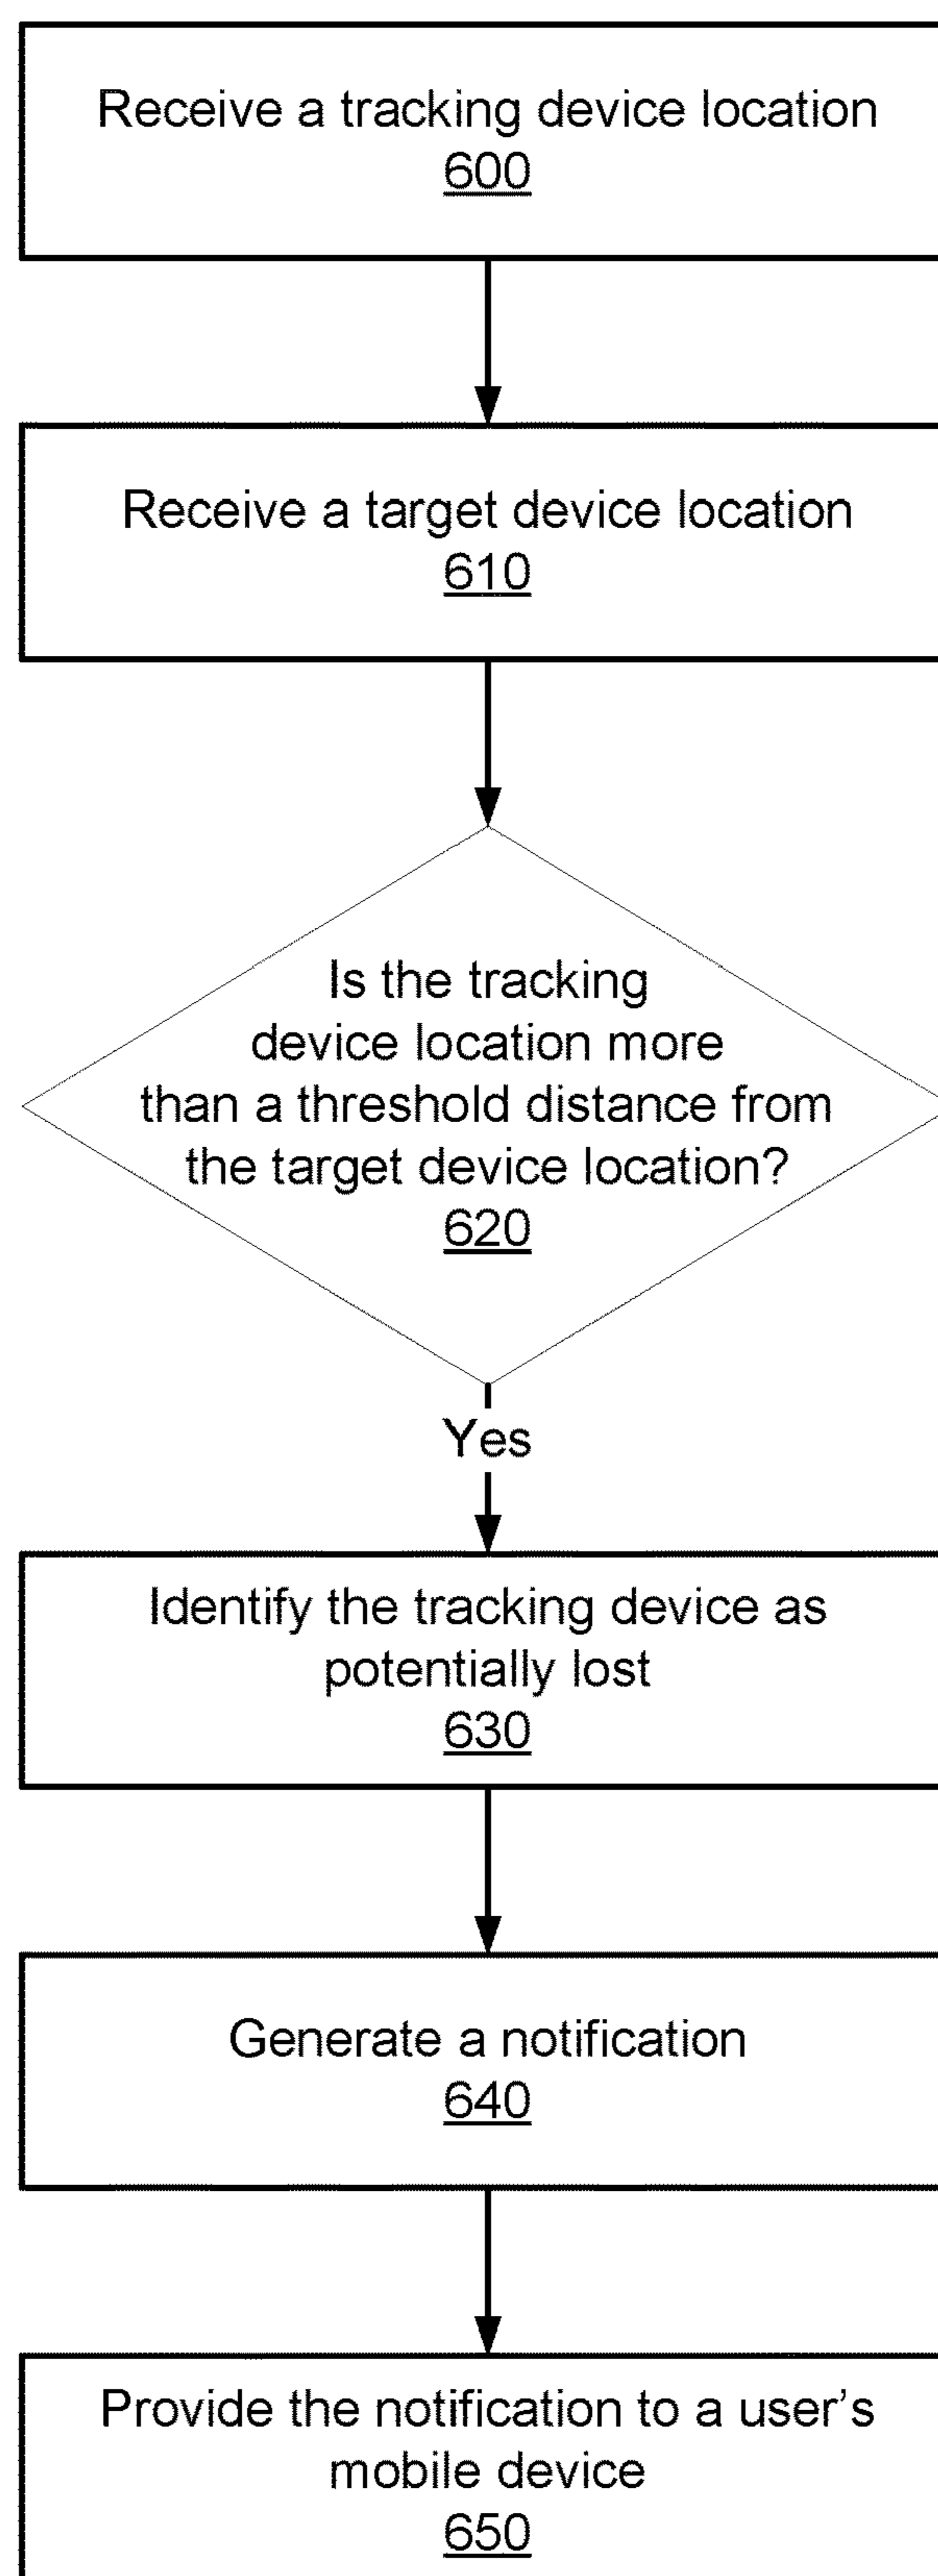 Receive a tracking device location
600
Receive a target device location
610
Is the tracking
device location more
than a threshold distance from
the target device location?
620
Yes
Identify the tracking device as
potentially lost
630
Generate a notification
640
Provide the notification to a user's
mobile device
650